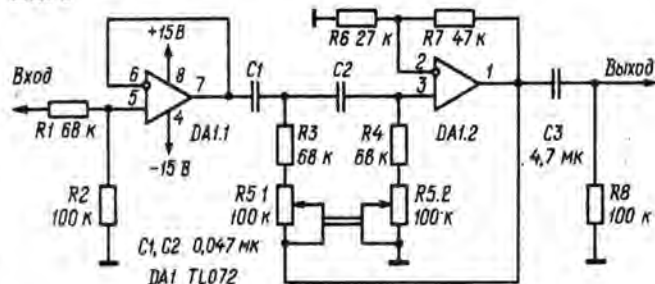 R6 27 к
R7 47 к
+15 В
Вход
6
8
7
5
4
C1
C2
2
3
1
Выход
R1 68 к
DA1.1
DA1.2
-15 В
R3
68 к
R4
68 к
C3
4,7 мк
R2
100 к
R5.1
100 к
R5.2
100 к
R8
100 к
C1, C2 0,047 мк
DA1 TL072